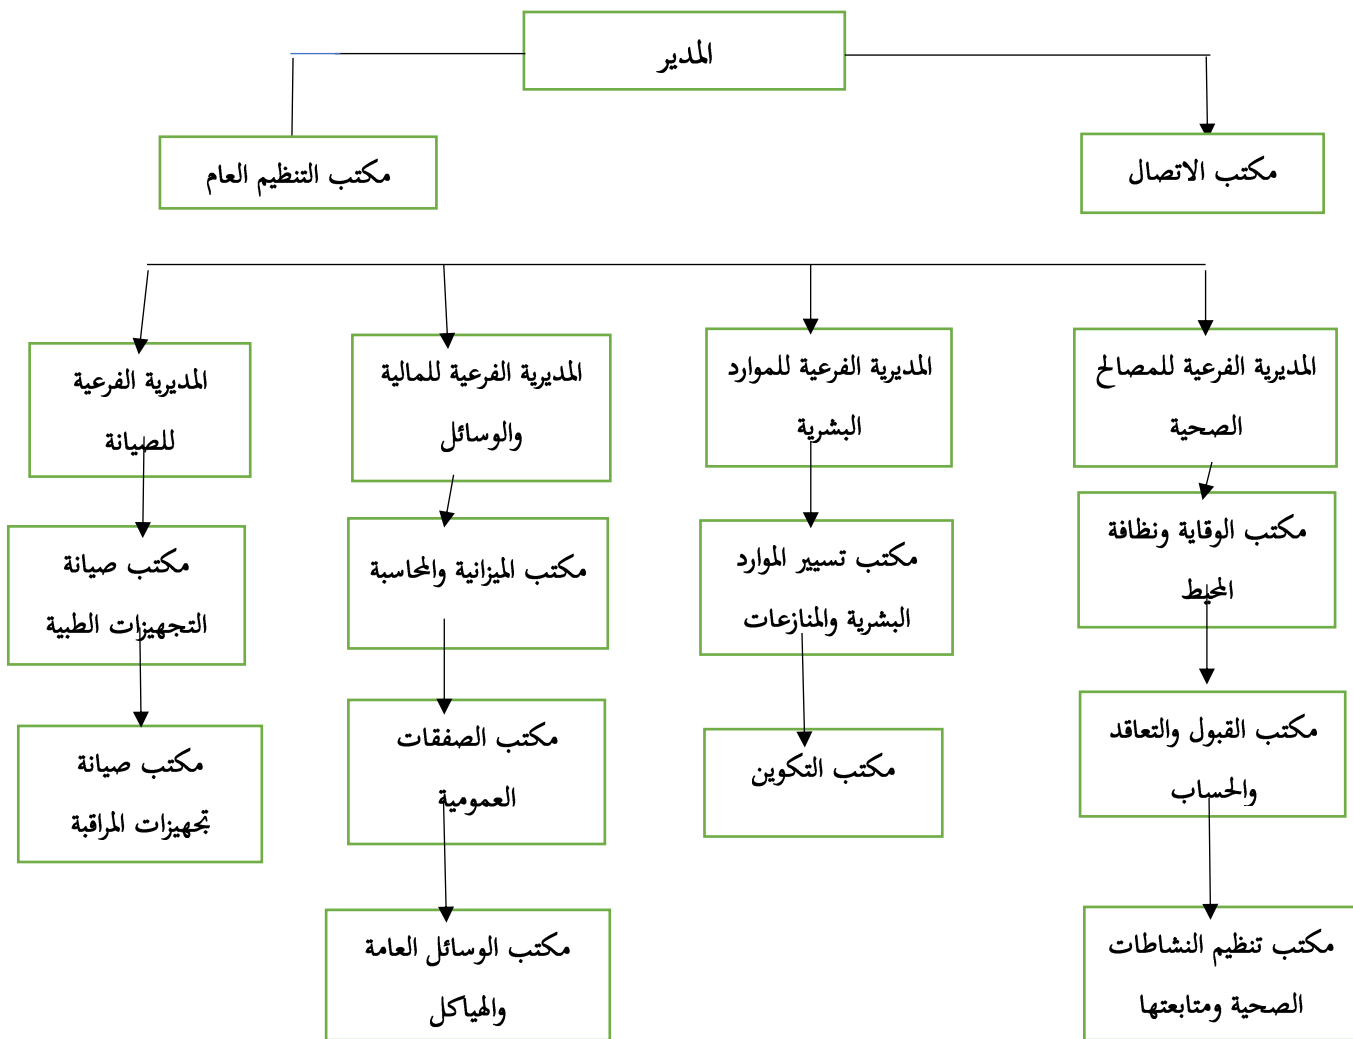 المدير
مكتب الاتصال
مكتب التنظيم العام
المديرية الفرعية للمصالح
الصحية
المديرية الفرعية للموارد
البشرية
المديرية الفرعية للمالية
والوسائل
المديرية الفرعية
للصيانة
مكتب الوقاية ونظافة
المحيط
مكتب تسيير الموارد
البشرية والمنازعات
مكتب الميزانية والمحاسبة
مكتب صيانة
التجهيزات الطبية
مكتب القبول والتعاقد
والحساب
مكتب التكوين
مكتب الصفقات
العمومية
مكتب صيانة
تجهيزات المراقبة
مكتب تنظيم النشاطات
الصحية ومتابعتها
مكتب الوسائل العامة
والهياكل